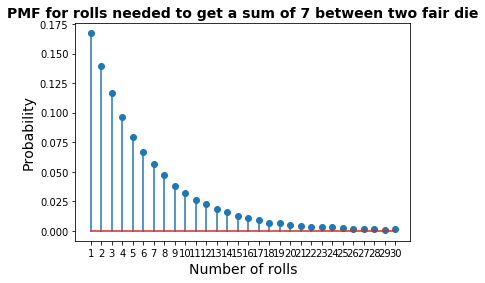 PMF for rolls needed to get a sum of 7 between two fair die
0.175
0.150
0.125
0.100
0.075
0.050
0.025
0.000
Probability
1 2 3 4 5 6 7 8 9 10 11 12 13 14 15 16 17 18 19 20 21 22 23 24 25 26 27 28 29 30
Number of rolls